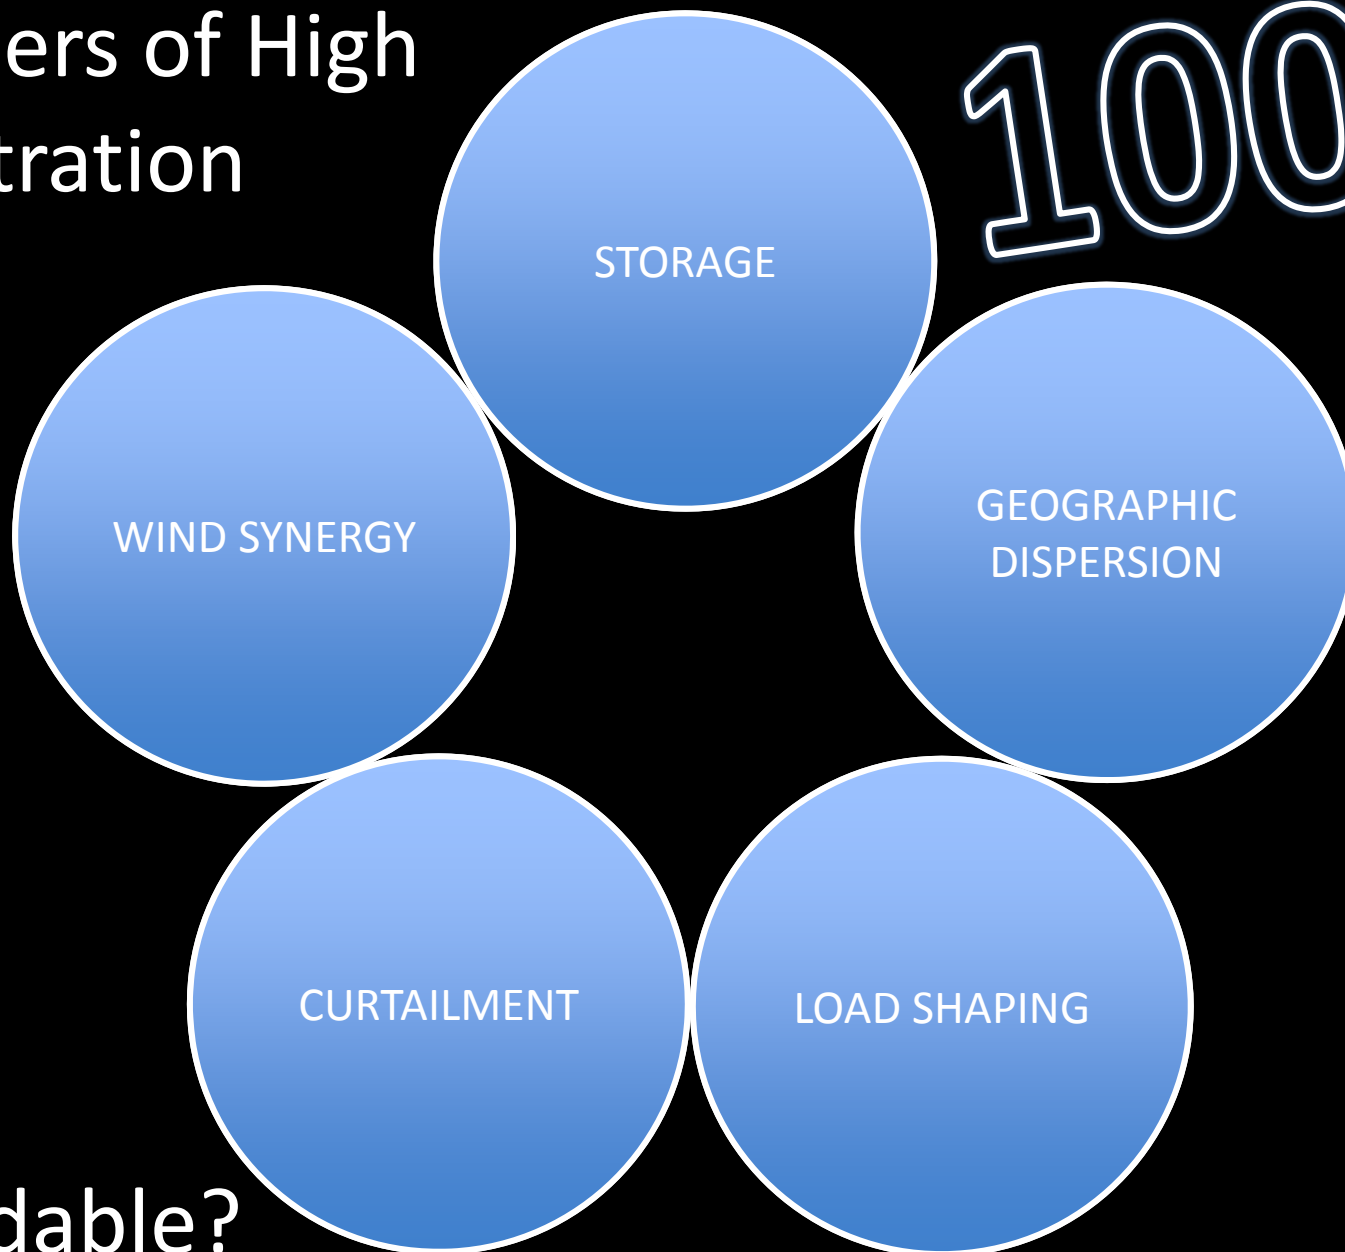 ers of High
tration
100
STORAGE
WIND SYNERGY
GEOGRAPHIC
DISPERSION
CURTAILMENT
LOAD SHAPING
dable?